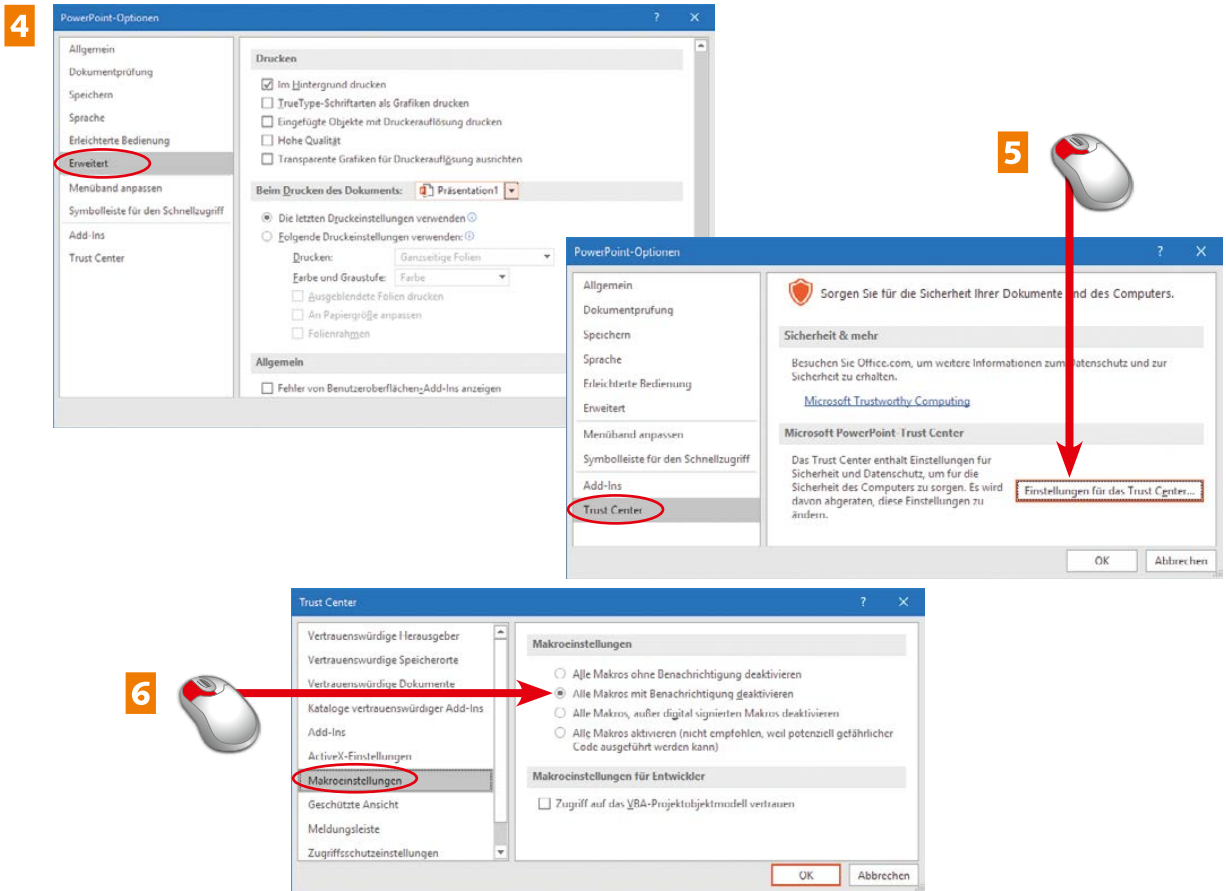 4
PowerPoint-Optionen
?
Allgemein
Dokumentprüfung
Speichern
Sprache
Erleichterte Bedienung
Erweitert
Menüband anpassen
Symbolleiste für den Schnellzugriff
Add-Ins
Trust Center
Drucken
Im Hintergrund drucken
TrueType-Schriftarten als Grafiken drucken
Eingefügte Objekte mit Druckerauflösung drucken
Hohe Qualität
Transparente Grafiken für Druckerauflösung ausrichten
Beim Drucken des Dokuments: Präsentation1
Die letzten Druckeinstellungen verwenden
Folgende Druckeinstellungen verwenden:
Drucken: Ganzseitige Folien
Farbe und Graustufe: Farbe
Ausgeblendete Folien drucken
An Papiergröße anpassen
Folienrahmen
Allgemein
Fehler von Benutzeroberflächen-Add-Ins anzeigen
5
PowerPoint-Optionen
?
Allgemein
Dokumentprufung
Speichern
Sprache
Erleichterte Bedienung
Erweitert
Menüband anpassen
Symbolleiste für den Schnellzugriff
Add-Ins
Trust Center
Sorgen Sie für die Sicherheit Ihrer Dokumente und des Computers.
Sicherheit & mehr
Besuchen Sie Office.com, um weitere Informationen zum Datenschutz und zur
Sicherheit zu erhalten.
Microsoft Trustworthy Computing
Microsoft PowerPoint-Trust Center
Das Trust Center enthält Einstellungen für
Sicherheit und Datenschutz, um für die
Sicherheit des Computers zu sorgen. Es wird
davon abgeraten, diese Einstellungen zu
ändern.
Einstellungen für das Trust Center...
OK Abbrechen
6
Trust Center
?
Vertrauenswürdige Herausgeber
Vertrauenswurdige Speicherorte
Vertrauenswürdige Dokumente
Kataloge vertrauenswürdiger Add-Ins
Add-Ins
ActiveX-Einstellungen
Makroeinstellungen
Geschützte Ansicht
Meldungsleiste
Zugriffsschutzeinstellungen
Makroeinstellungen
Alle Makros ohne Benachrichtigung deaktivieren
Alle Makros mit Benachrichtigung deaktivieren
Alle Makros, außer digital signierten Makros deaktivieren
Alle Makros aktivieren (nicht empfohlen, weil potenziell gefährlicher
Code ausgeführt werden kann)
Makroeinstellungen für Entwickler
Zugriff auf das VBA-Projektobjektmodell vertrauen
OK Abbrechen